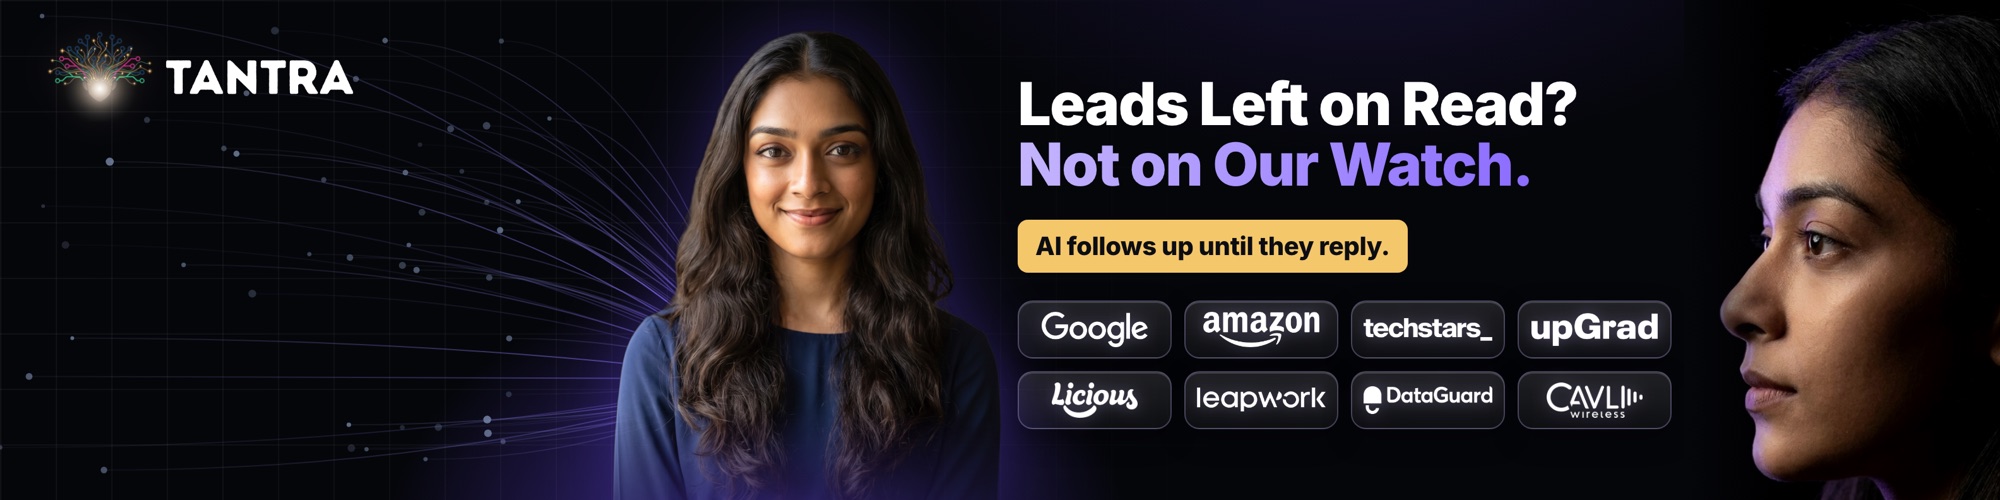 TANTRA
Leads Left on Read?
Not on Our Watch.
AI follows up until they reply.
Google
amazon
techstars_
upGrad
Licious
leapwork
DataGuard
CAVLI
wireless